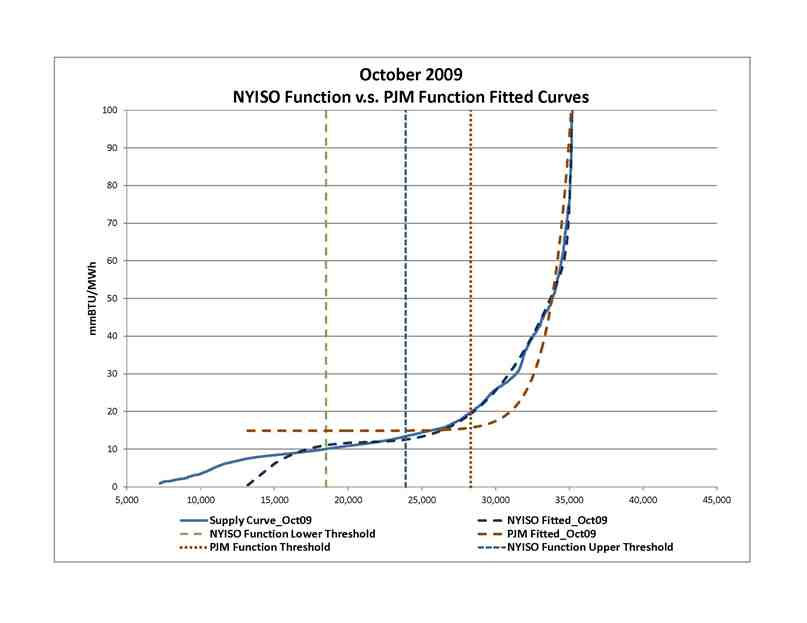 October 2009
NYISO Function v.s. PJM Function Fitted Curves
100
90
80
70
60
50
40
30
20
10
0
mmBTU/MWh
5,000 10,000 15,000 20,000 25,000 30,000 35,000 40,000 45,000
Supply Curve_Oct09 NYISO Fitted_Oct09
NYISO Function Lower Threshold PJM Fitted_Oct09
PJM Function Threshold NYISO Function Upper Threshold